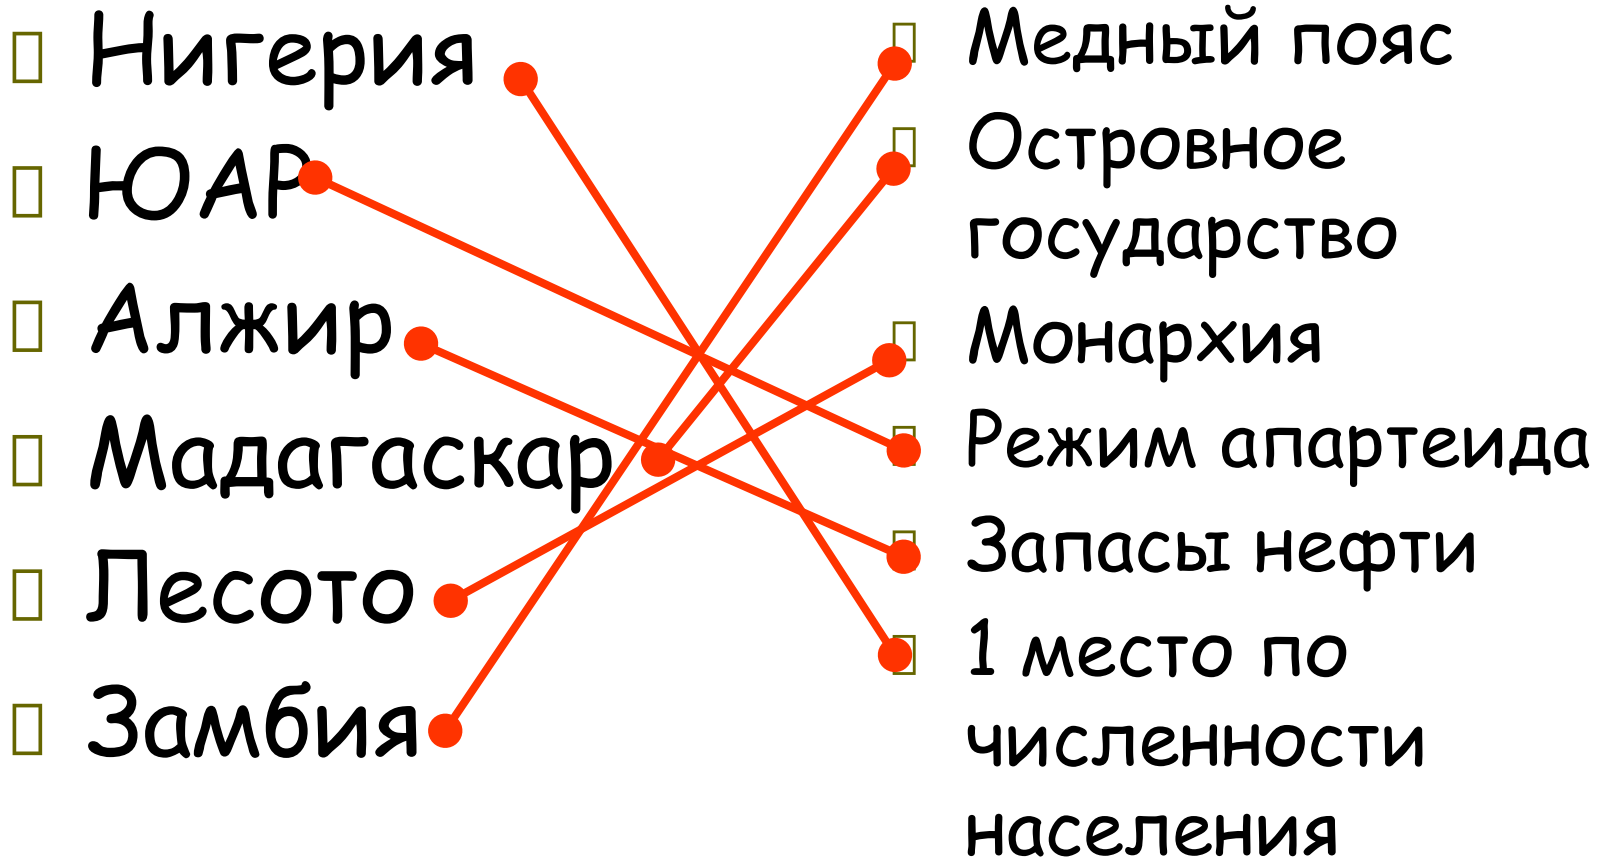 Нигерия
ЮАР
Алжир
Мадагаскар
Лесото
Замбия
Медный пояс
Островное
государство
Монархия
Режим апартеида
Запасы нефти
1 место по
численности
населения